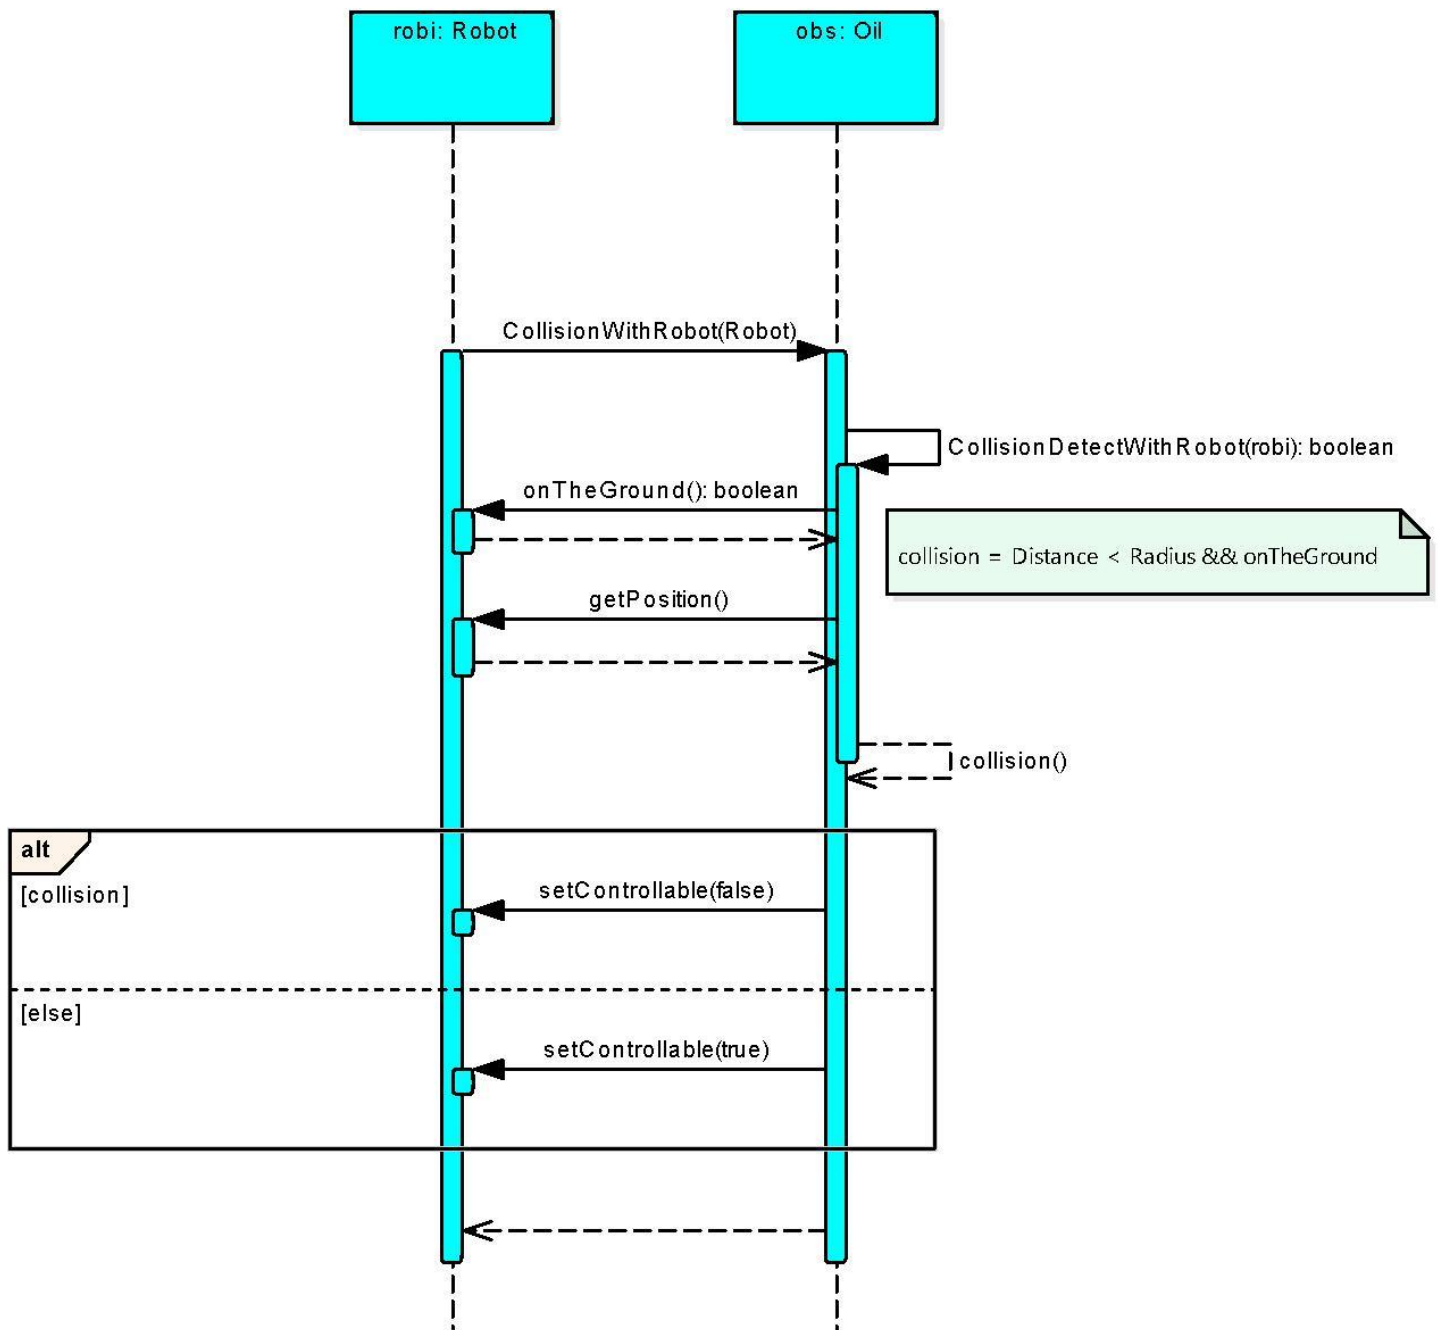 robi: Robot
obs: Oil
CollisionWithRobot(Robot)
CollisionDetectWithRobot(robi): boolean
onTheGround(): boolean
collision = Distance < Radius && onTheGround
getPosition()
collision()
alt
[collision]
setControllable(false)
[else]
setControllable(true)